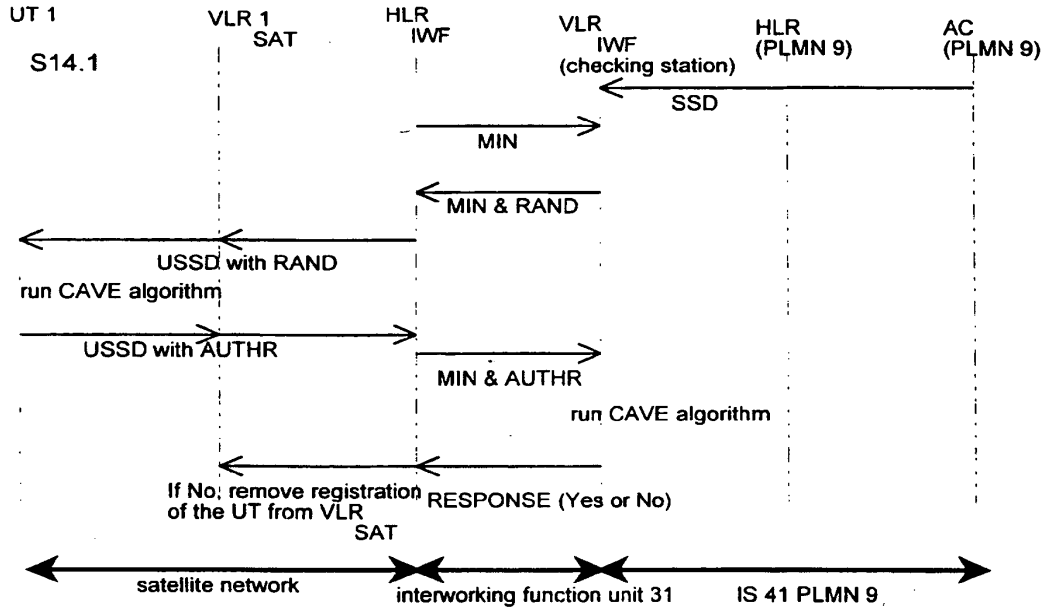 UT 1
VLR 1
SAT
HLR
IWF
VLR
IWF
(checking station)
HLR
(PLMN 9)
AC
(PLMN 9)
S14.1
SSD
MIN
MIN & RAND
USSD with RAND
run CAVE algorithm
USSD with AUTHR
MIN & AUTHR
run CAVE algorithm
If No, remove registration
of the UT from VLR
SAT
RESPONSE (Yes or No)
satellite network
interworking function unit 31
IS 41 PLMN 9